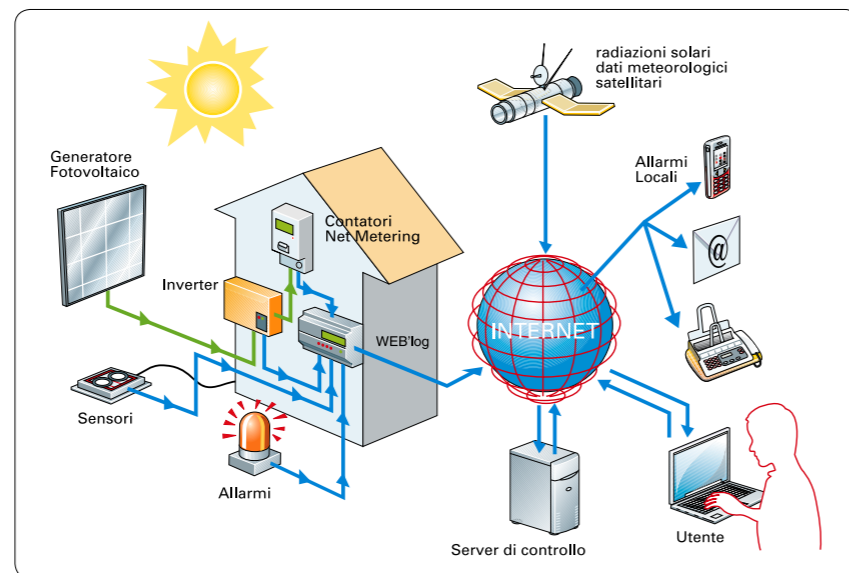 radiazioni solari
dati meteorologici
satellitari
Generatore
Fotovoltaico
Allarmi
Locali
Contatori
Net Metering
@
Inverter
INTERNET
WEB'log
Sensori
Allarmi
Server di controllo
Utente